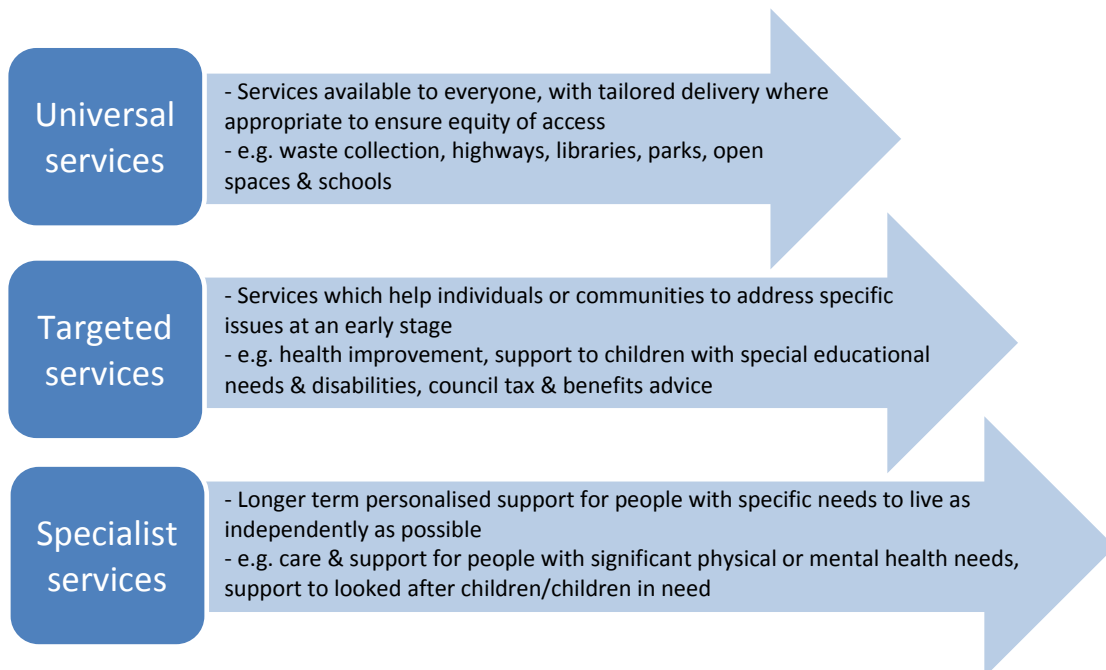 Universal
services
- Services available to everyone, with tailored delivery where
appropriate to ensure equity of access
- e.g. waste collection, highways, libraries, parks, open
spaces & schools
Targeted
services
- Services which help individuals or communities to address specific
issues at an early stage
- e.g. health improvement, support to children with special educational
needs & disabilities, council tax & benefits advice
Specialist
services
- Longer term personalised support for people with specific needs to live as
independently as possible
- e.g. care & support for people with significant physical or mental health needs,
support to looked after children/children in need